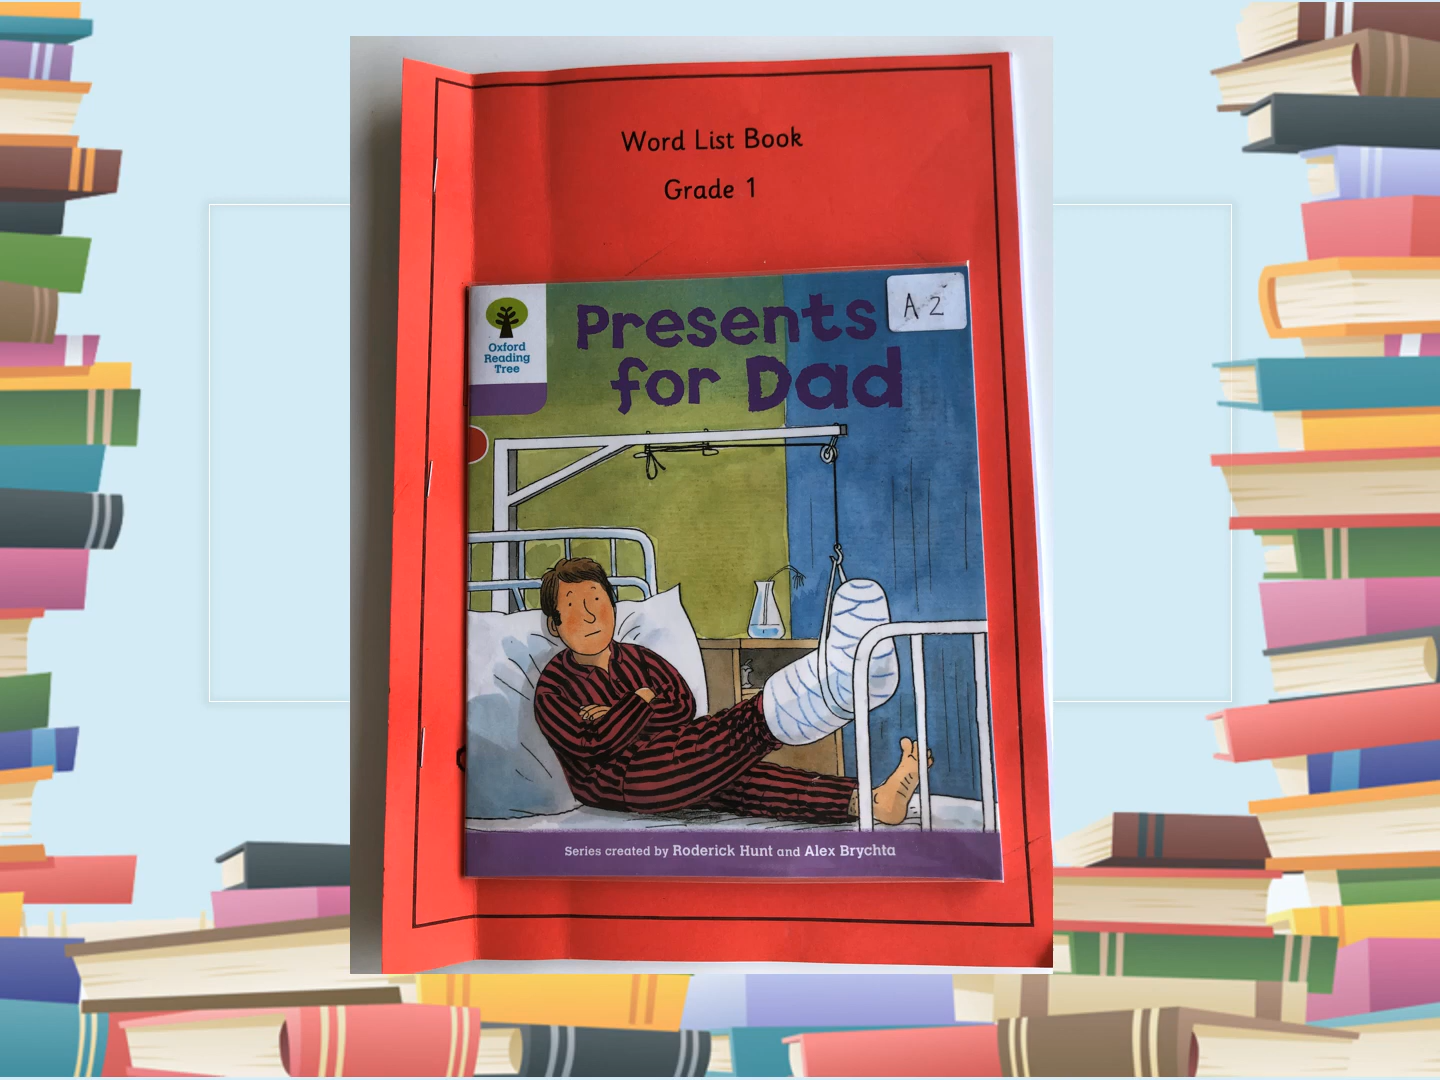 Word List Book
Grade 1
Oxford
Reading
Tree
Presents
for Dad
A 2
Series created by Roderick Hunt and Alex Brychta